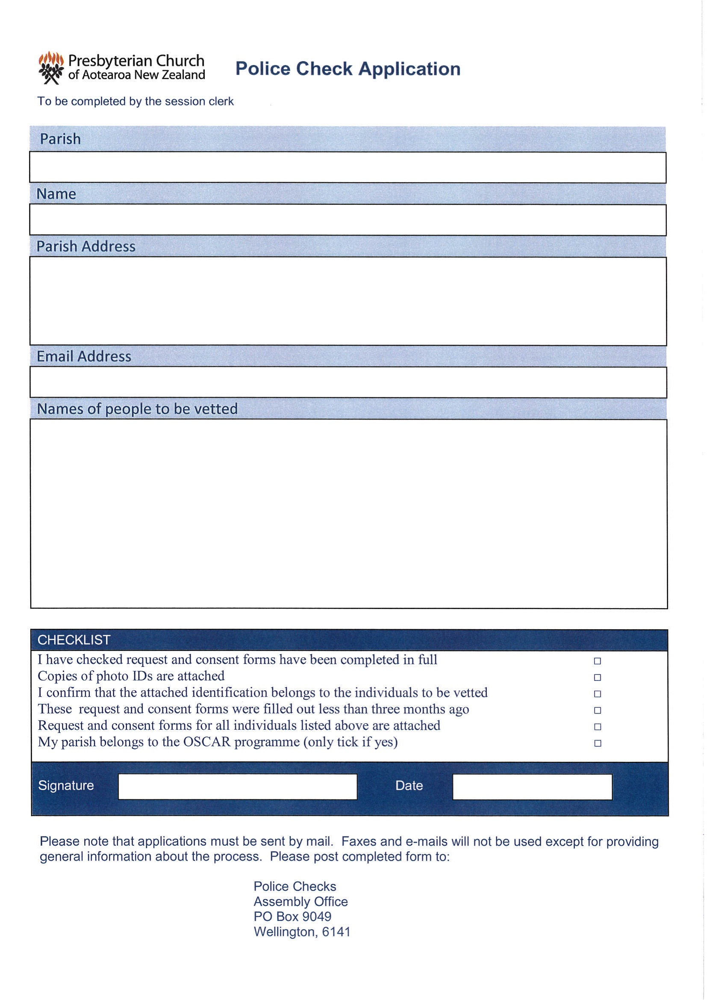 Presbyterian Church
of Aotearoa New Zealand
Police Check Application
To be completed by the session clerk
Parish
Name
Parish Address
Email Address
Names of people to be vetted
CHECKLIST
I have checked request and consent forms have been completed in full □
Copies of photo IDs are attached □
I confirm that the attached identification belongs to the individuals to be vetted □
These  request and consent forms were filled out less than three months ago □
Request and consent forms for all individuals listed above are attached □
My parish belongs to the OSCAR programme (only tick if yes) □
Signature Date
Please note that applications must be sent by mail.  Faxes and e-mails will not be used except for providing
general information about the process.  Please post completed form to:
Police Checks
Assembly Office
PO Box 9049
Wellington, 6141